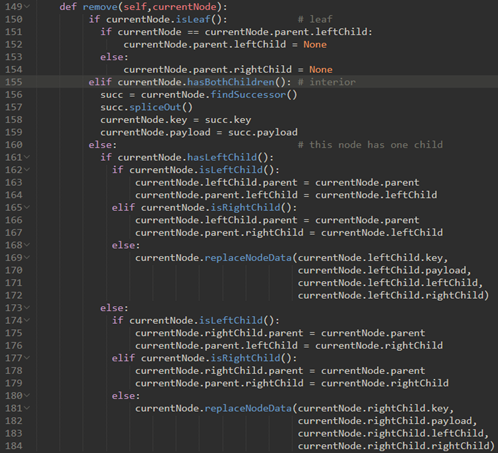 149 def remove(self,currentNode):
150 if currentNode.isLeaf(): # leaf
151 if currentNode == currentNode.parent.leftChild:
152 currentNode.parent.leftChild = None
153 else:
154 currentNode.parent.rightChild = None
155 elif currentNode.hasBothChildren(): # interior
156 succ = currentNode.findSuccessor()
157 succ.spliceOut()
158 currentNode.key = succ.key
159 currentNode.payload = succ.payload
160 else: # this node has one child
161 if currentNode.hasLeftChild():
162 if currentNode.isLeftChild():
163 currentNode.leftChild.parent = currentNode.parent
164 currentNode.parent.leftChild = currentNode.leftChild
165 elif currentNode.isRightChild():
166 currentNode.leftChild.parent = currentNode.parent
167 currentNode.parent.rightChild = currentNode.leftChild
168 else:
169 currentNode.replaceNodeData(currentNode.leftChild.key,
170 currentNode.leftChild.payload,
171 currentNode.leftChild.leftChild,
172 currentNode.leftChild.rightChild)
173 else:
174 if currentNode.isLeftChild():
175 currentNode.rightChild.parent = currentNode.parent
176 currentNode.parent.leftChild = currentNode.rightChild
177 elif currentNode.isRightChild():
178 currentNode.rightChild.parent = currentNode.parent
179 currentNode.parent.rightChild = currentNode.rightChild
180 else:
181 currentNode.replaceNodeData(currentNode.rightChild.key,
182 currentNode.rightChild.payload,
183 currentNode.rightChild.leftChild,
184 currentNode.rightChild.rightChild)